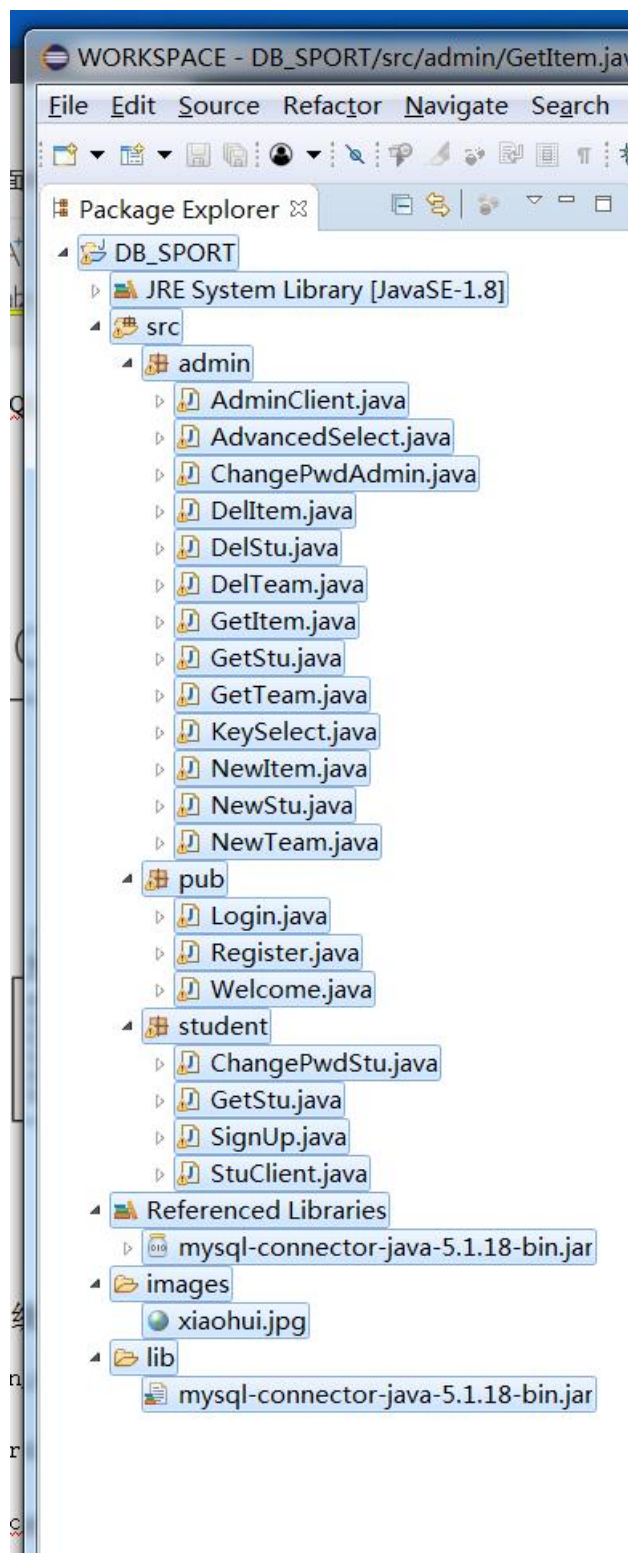 WORKSPACE - DB_SPORT/src/admin/GetItem.jav
File Edit Source Refactor Navigate Search
Package Explorer
DB_SPORT
JRE System Library [JavaSE-1.8]
src
admin
AdminClient.java
AdvancedSelect.java
ChangePwdAdmin.java
DelItem.java
DelStu.java
DelTeam.java
GetItem.java
GetStu.java
GetTeam.java
KeySelect.java
NewItem.java
NewStu.java
NewTeam.java
pub
Login.java
Register.java
Welcome.java
student
ChangePwdStu.java
GetStu.java
SignUp.java
StuClient.java
Referenced Libraries
mysql-connector-java-5.1.18-bin.jar
images
xiaohui.jpg
lib
mysql-connector-java-5.1.18-bin.jar